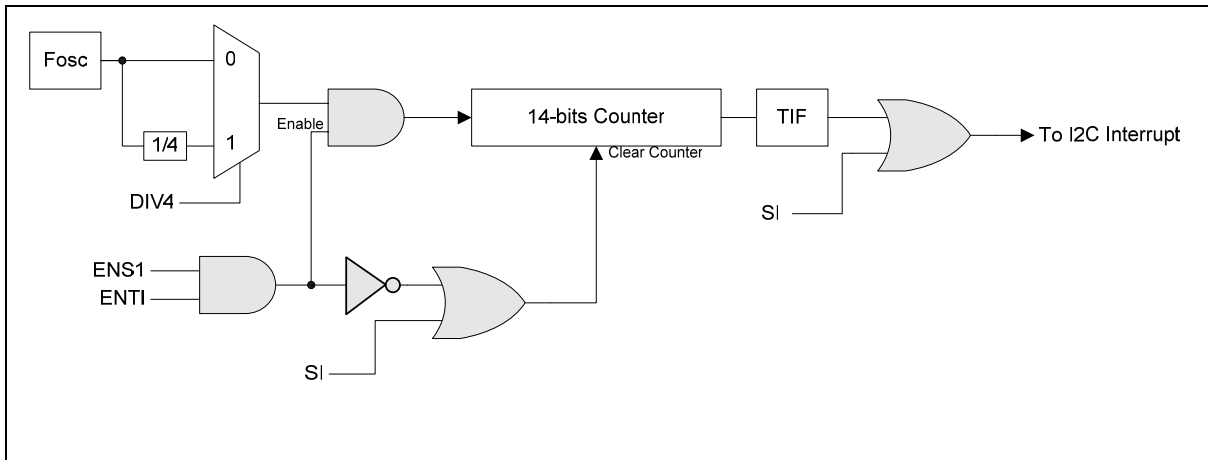 Fosc
0
1/4
1
Enable
DIV4
14-bits Counter
Clear Counter
TIF
To I2C Interrupt
SI
ENS1
ENTI
SI